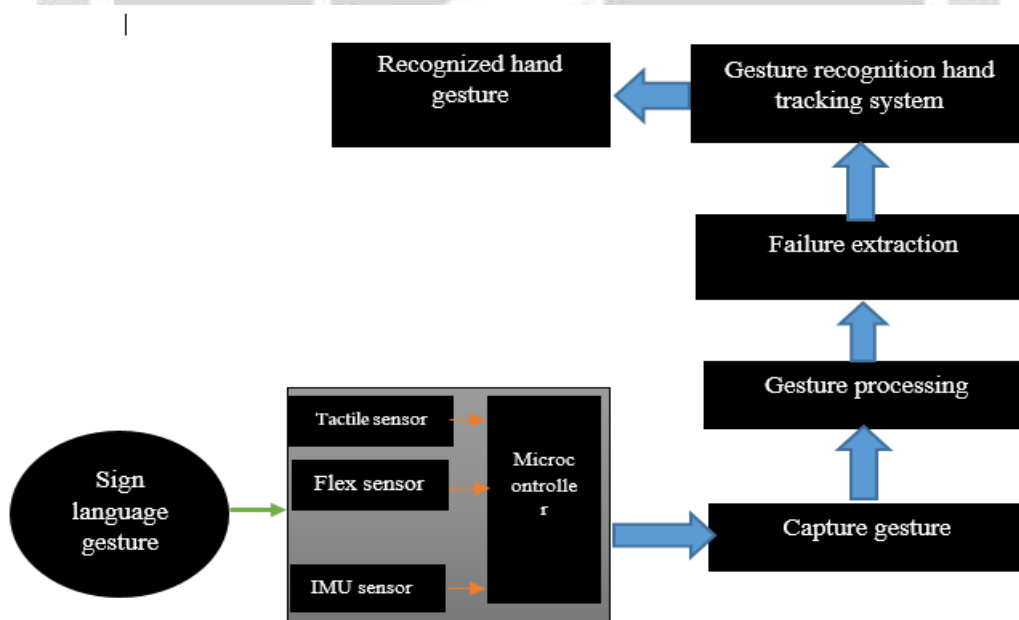 Recognized hand
gesture
Gesture recognition hand
tracking system
Failure extraction
Gesture processing
Tactile sensor
Flex sensor
IMU sensor
Microc
ontrolle
r
Sign
language
gesture
Capture gesture